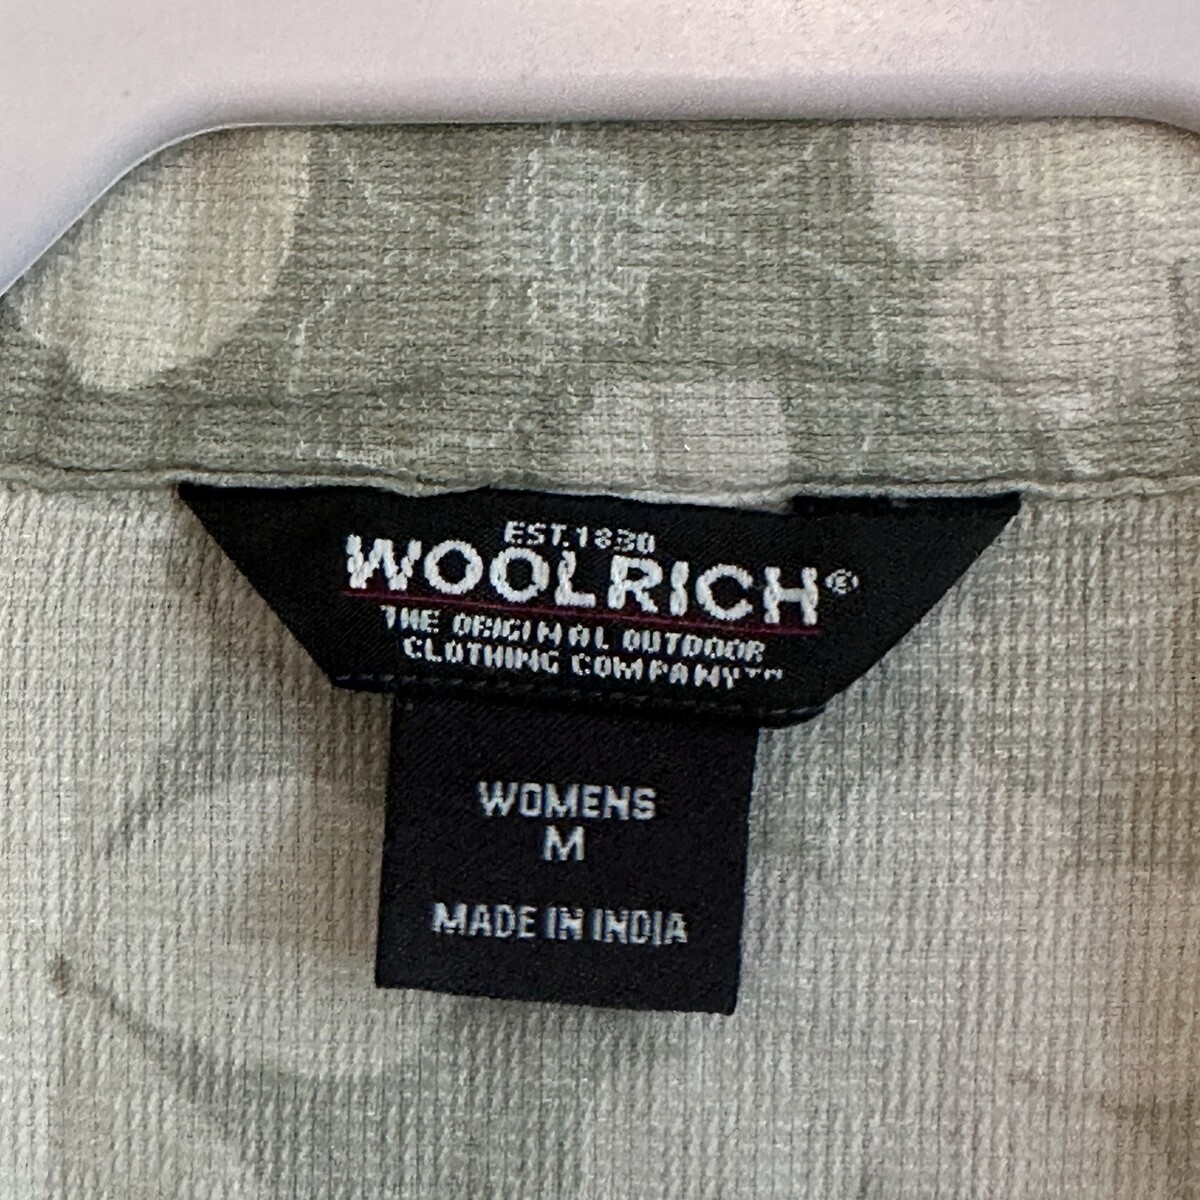 EST. 1830
WOOLRICH®
THE ORIGINAL OUTDOOR
CLOTHING COMPANY™
WOMENS
M
MADE IN INDIA